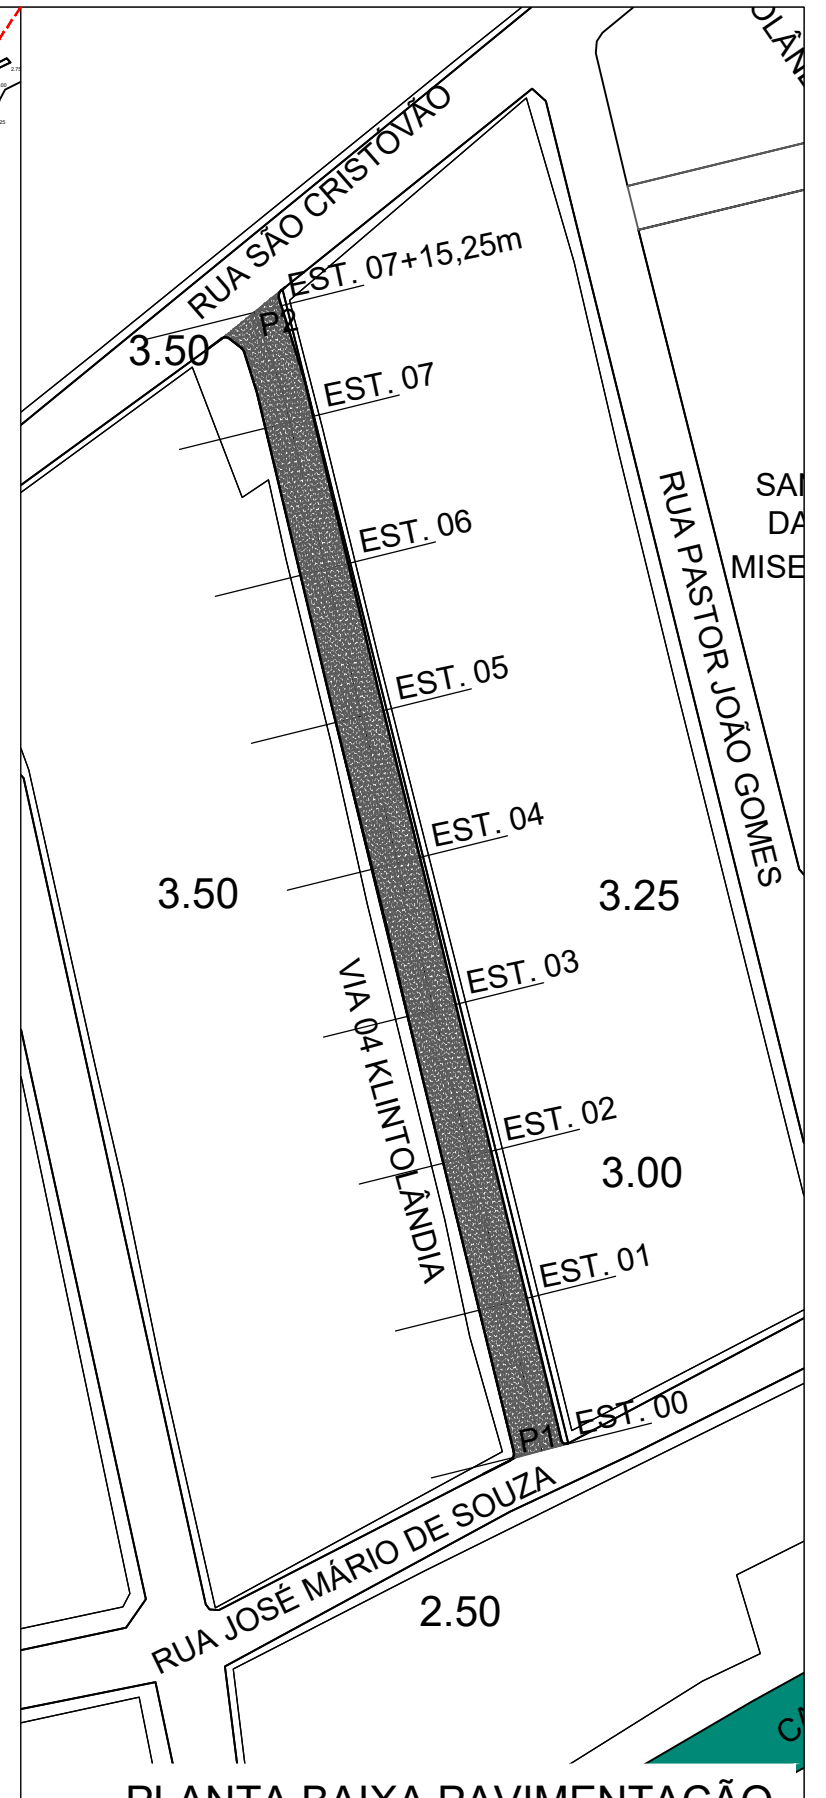 RUA SÃO CRISTÓVÃO
EST. 07+15,25m
P2
3.50
EST. 07
EST. 06
RUA PASTOR JOÃO GOMES
EST. 05
EST. 04
3.50
3.25
VIA 04 KLINTOLÂNDIA
EST. 03
EST. 02
3.00
EST. 01
EST. 00
P1
RUA JOSÉ MÁRIO DE SOUZA
2.50
PLANTA BAIXA PAVIMENTAÇÃO